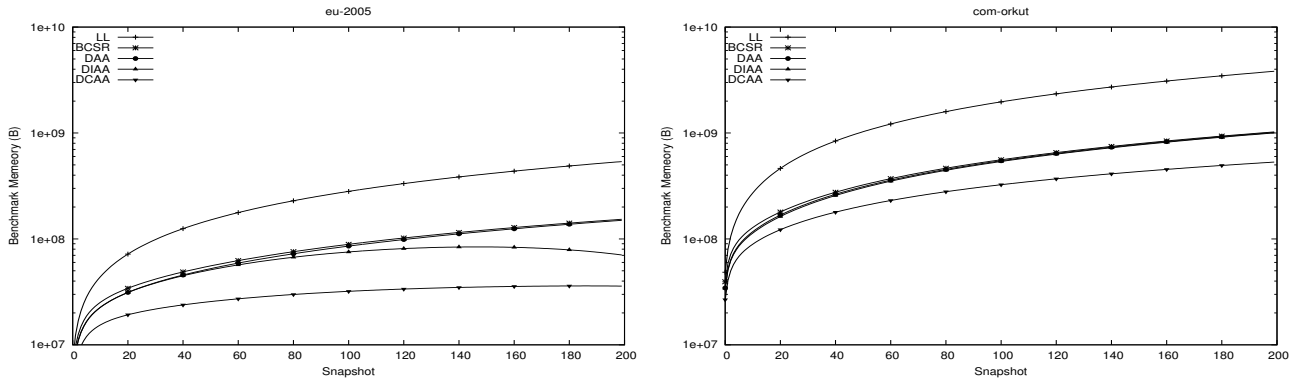 eu-2005
1e+10
1e+09
1e+08
1e+07
Benchmark Memeory (B)
LL
BCSR
DAA
DIAA
DCAA
0 20 40 60 80 100 120 140 160 180 200
Snapshot
com-orkut
1e+10
1e+09
1e+08
1e+07
Benchmark Memeory (B)
LL
BCSR
DAA
DIAA
DCAA
0 20 40 60 80 100 120 140 160 180 200
Snapshot